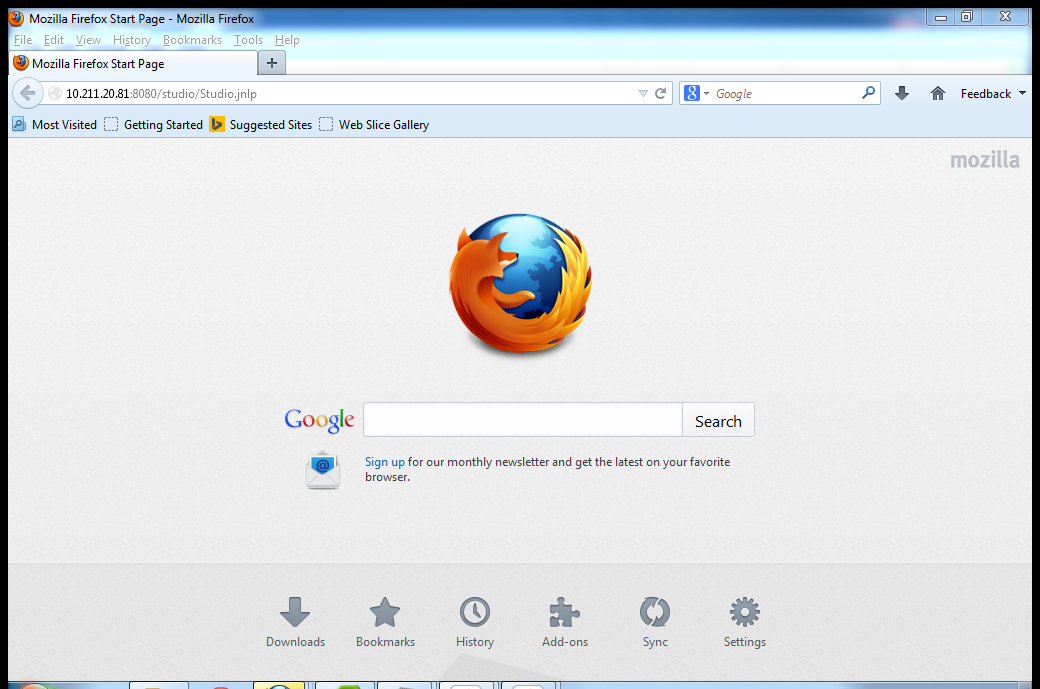 Mozilla Firefox Start Page - Mozilla Firefox
File Edit View History Bookmarks Tools Help
Mozilla Firefox Start Page
10.211.20.81:8080/studio/Studio.jnlp
8 Google
Feedback
Most Visited Getting Started Suggested Sites Web Slice Gallery
mozilla
Google
Search
@
Sign up for our monthly newsletter and get the latest on your favorite
browser.
Downloads Bookmarks History Add-ons Sync Settings